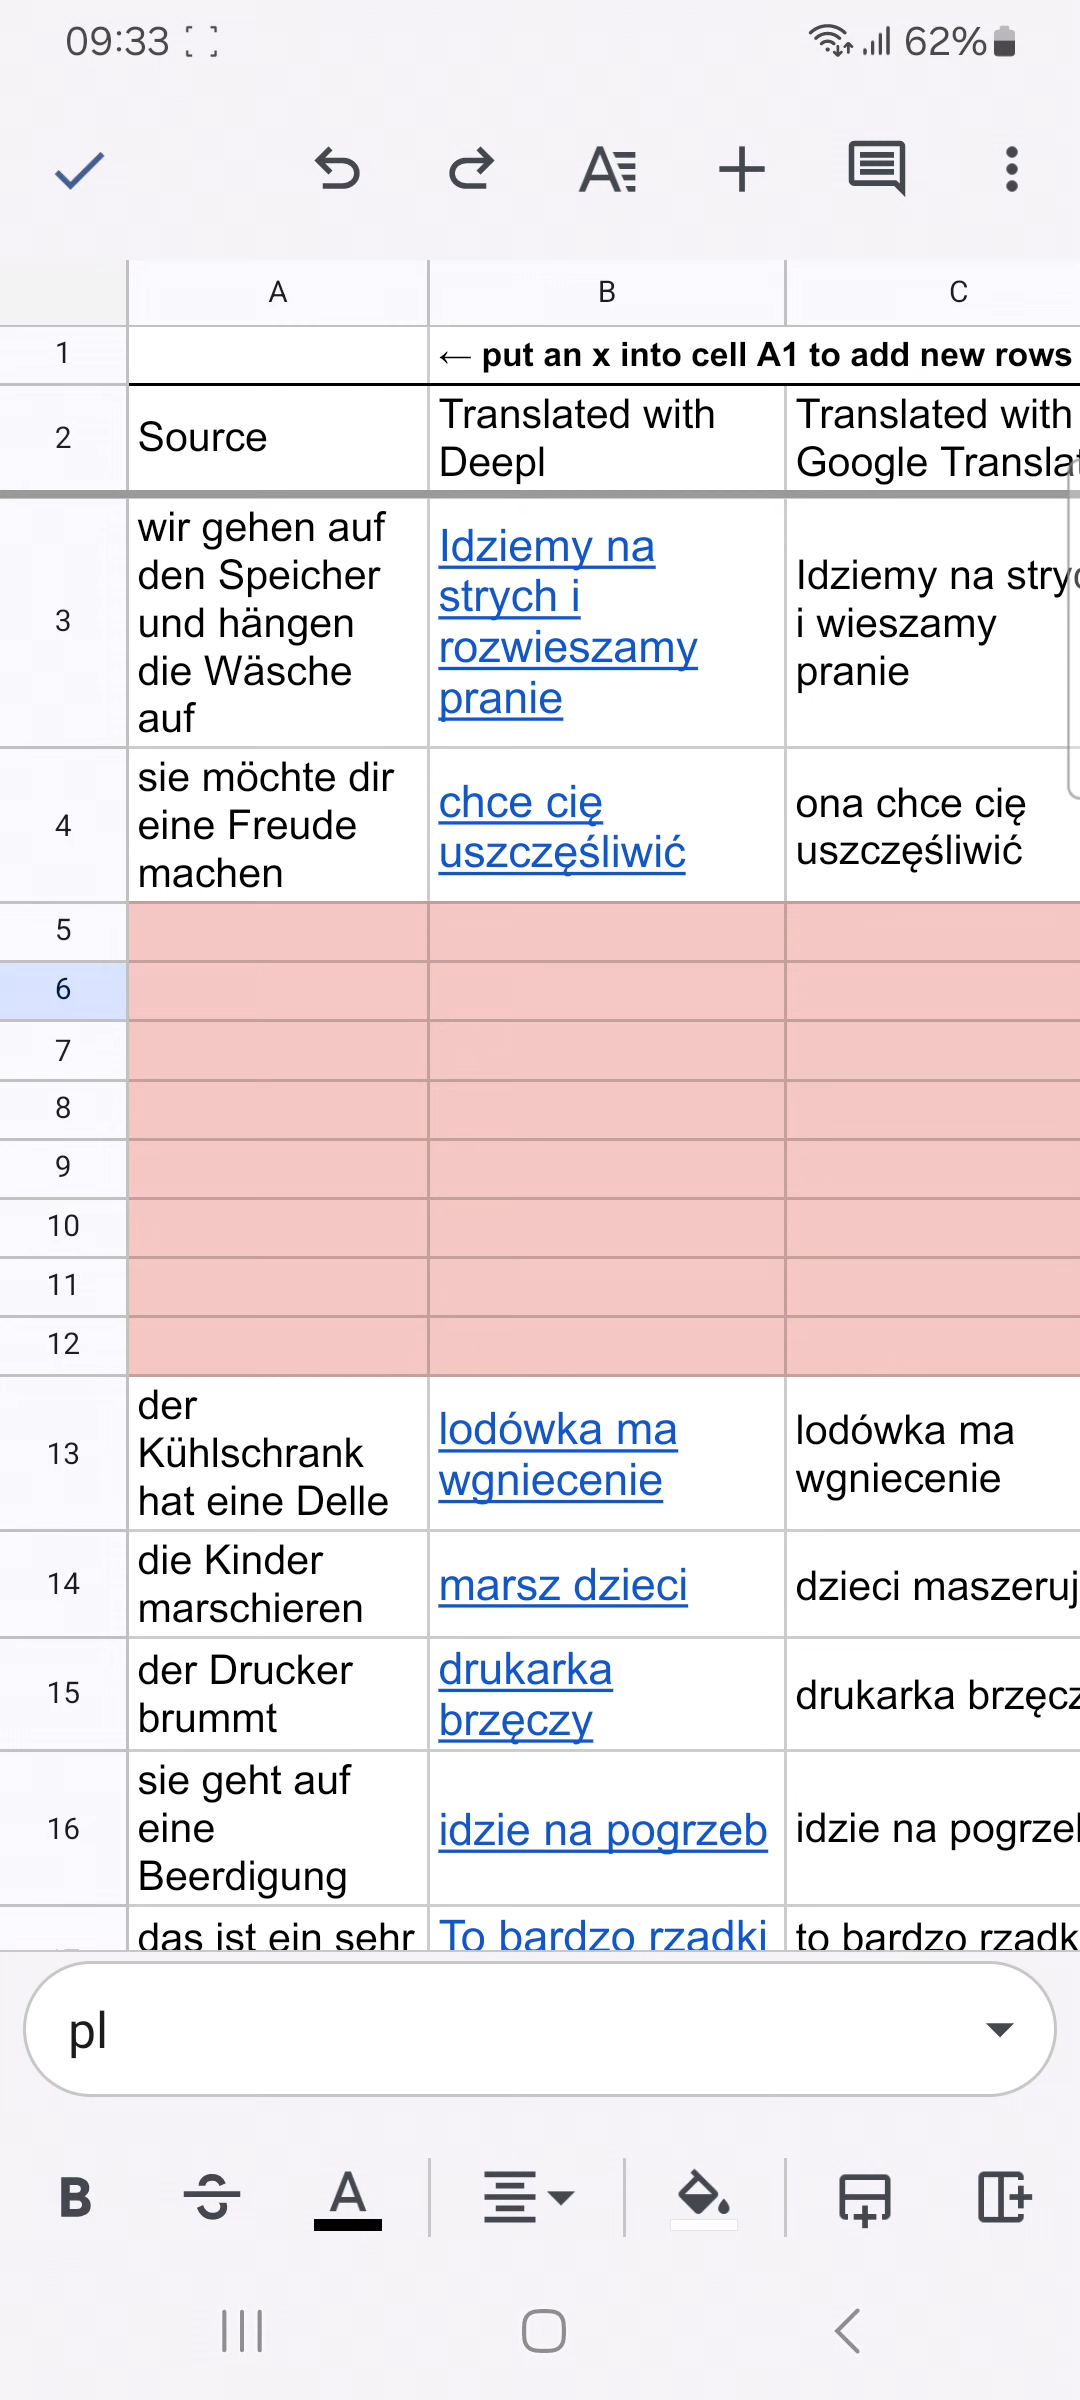 09:33 62%
A B C
1 ← put an x into cell A1 to add new rows
2 Source
Translated with
Deepl
Translated with
Google Translat
3
wir gehen auf
den Speicher
und hängen
die Wäsche
auf
Idziemy na
strych i
rozwieszamy
pranie
Idziemy na stryc
i wieszamy
pranie
4
sie möchte dir
eine Freude
machen
chce cię
uszczęśliwić
ona chce cię
uszczęśliwić
5
6
7
8
9
10
11
12
13
der
Kühlschrank
hat eine Delle
lodówka ma
wgniecenie
lodówka ma
wgniecenie
14
die Kinder
marschieren
marsz dzieci
dzieci maszeruj
15
der Drucker
brummt
drukarka
brzęczy
drukarka brzęcz
16
sie geht auf
eine
Beerdigung
idzie na pogrzeb
idzie na pogrzeb
das ist ein sehr
To bardzo rzadki
to bardzo rzadk
pl
B S A